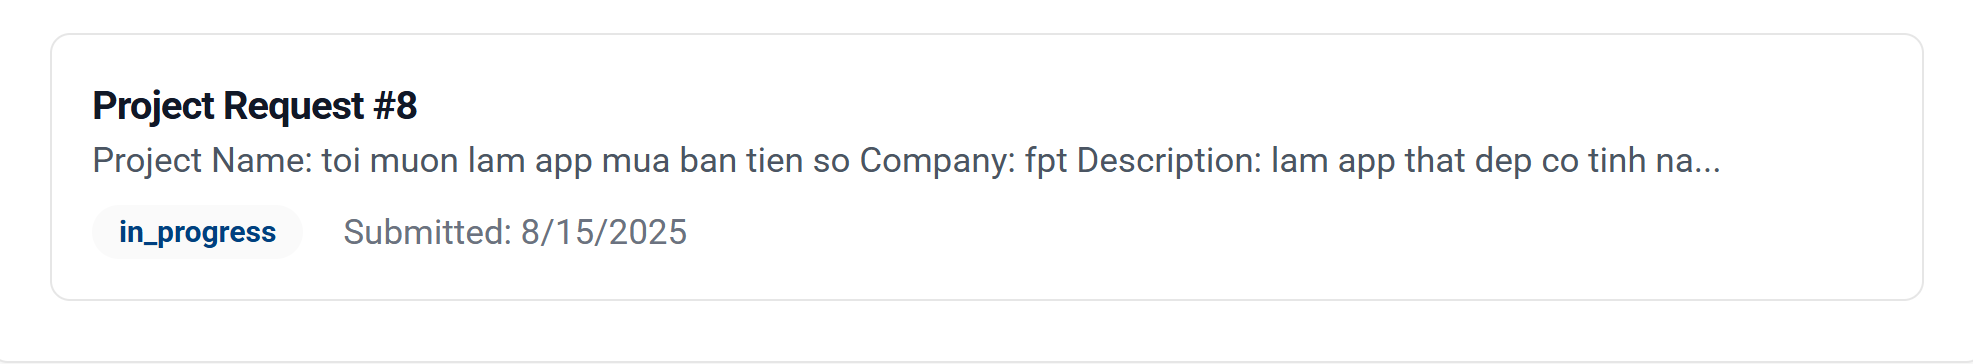 Project Request #8
Project Name: toi muon lam app mua ban tien so Company: fpt Description: lam app that dep co tinh na...
in_progress Submitted: 8/15/2025